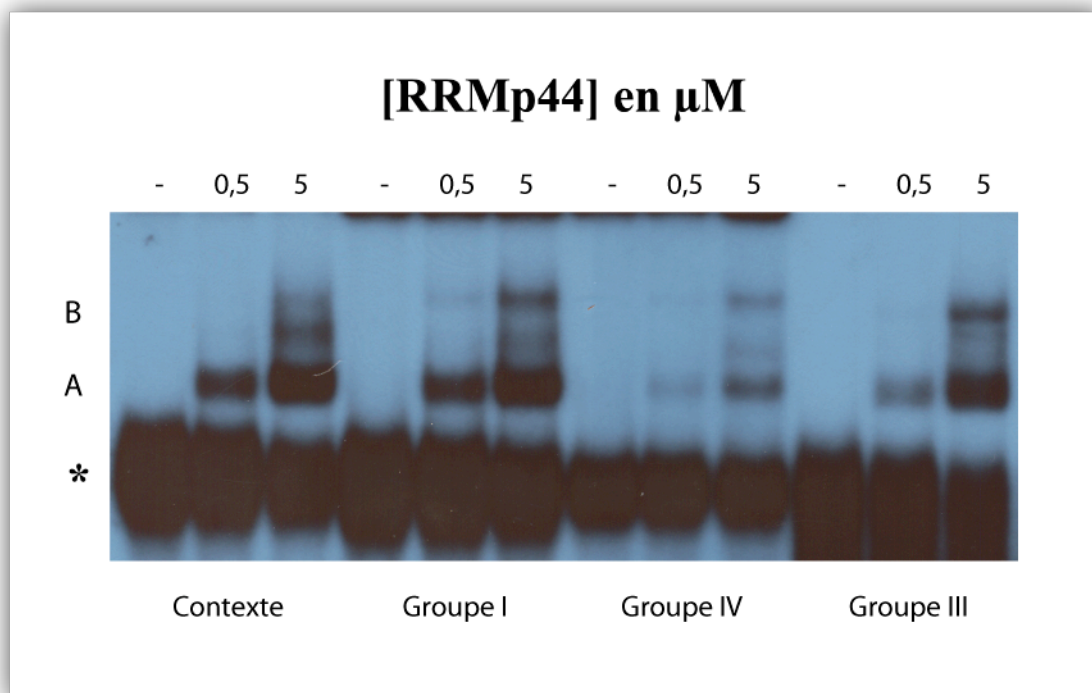 [RRMp44] en µM
- 0,5 5 - 0,5 5 - 0,5 5 - 0,5 5
B
A
*
Contexte Groupe I Groupe IV Groupe III